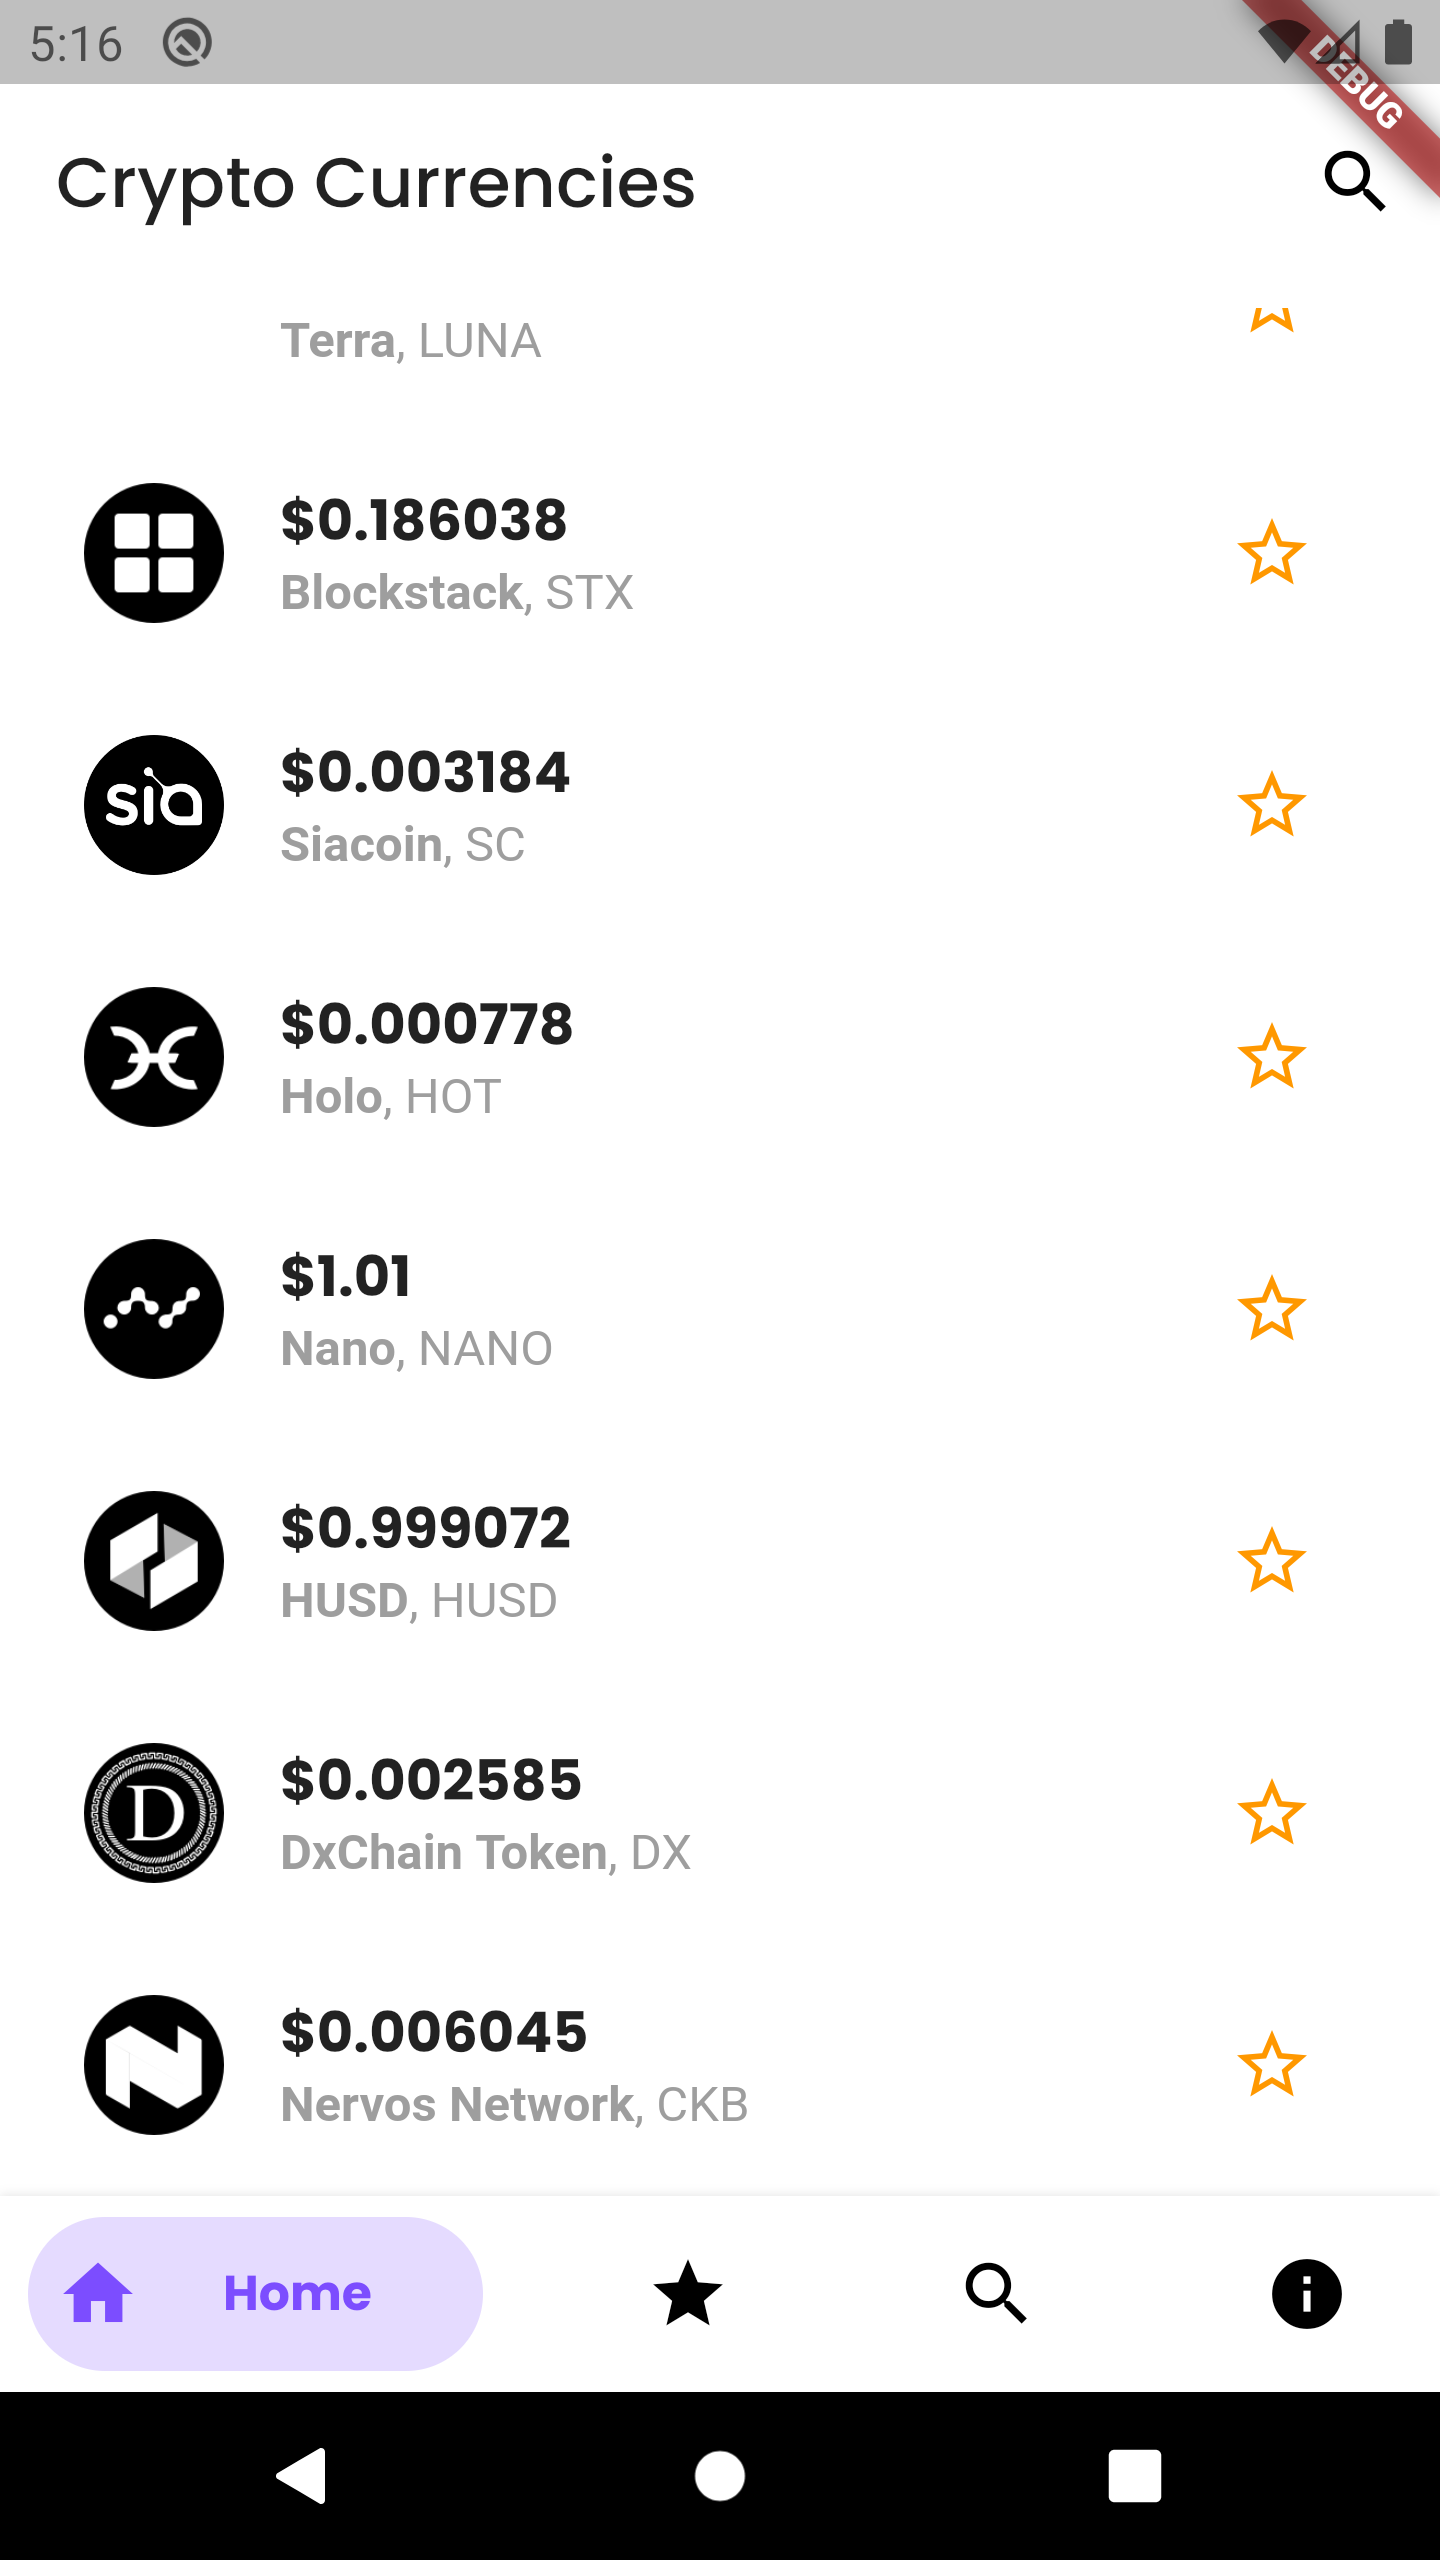 5:16
DEBUG
Crypto Currencies
Terra, LUNA
$0.186038
Blockstack, STX
sia
$0.003184
Siacoin, SC
$0.000778
Holo, HOT
$1.01
Nano, NANO
$0.999072
HUSD, HUSD
D
$0.002585
DxChain Token, DX
$0.006045
Nervos Network, CKB
Home